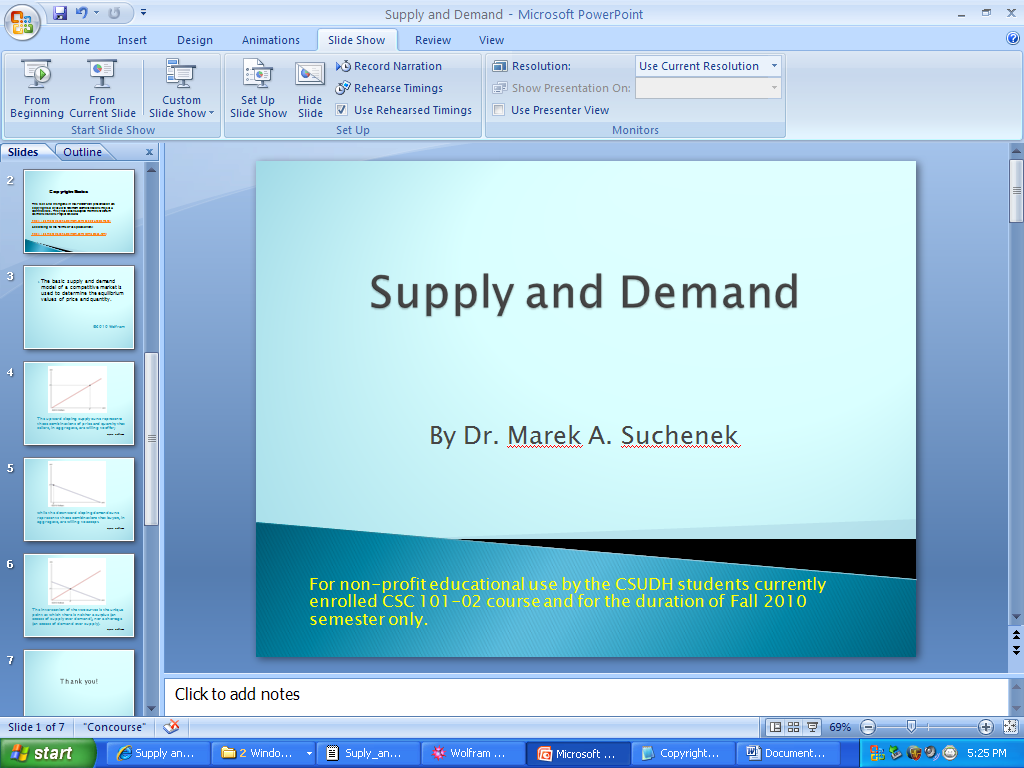 Supply and Demand - Microsoft PowerPoint
Home Insert Design Animations Slide Show Review View
From Beginning
From Current Slide
Custom Slide Show
Start Slide Show
Set Up Slide Show
Hide Slide
Record Narration
Rehearse Timings
Use Rehearsed Timings
Set Up
Resolution: Use Current Resolution
Show Presentation On:
Use Presenter View
Monitors
Slides Outline x
2
Copyright Notice
3
The basic supply and demand
model of a competitive market is
used to determine the equilibrium
values of price and quantity.
4
5
6
7
Thank you!
Supply and Demand
By Dr. Marek A. Suchenek
For non-profit educational use by the CSUDH students currently
enrolled CSC 101-02 course and for the duration of Fall 2010
semester only.
Click to add notes
Slide 1 of 7 "Concourse" 69%
start Supply an... 2 Windo... Suply_an... Wolfram ... Microsoft ... Copyright... Document... 5:25 PM